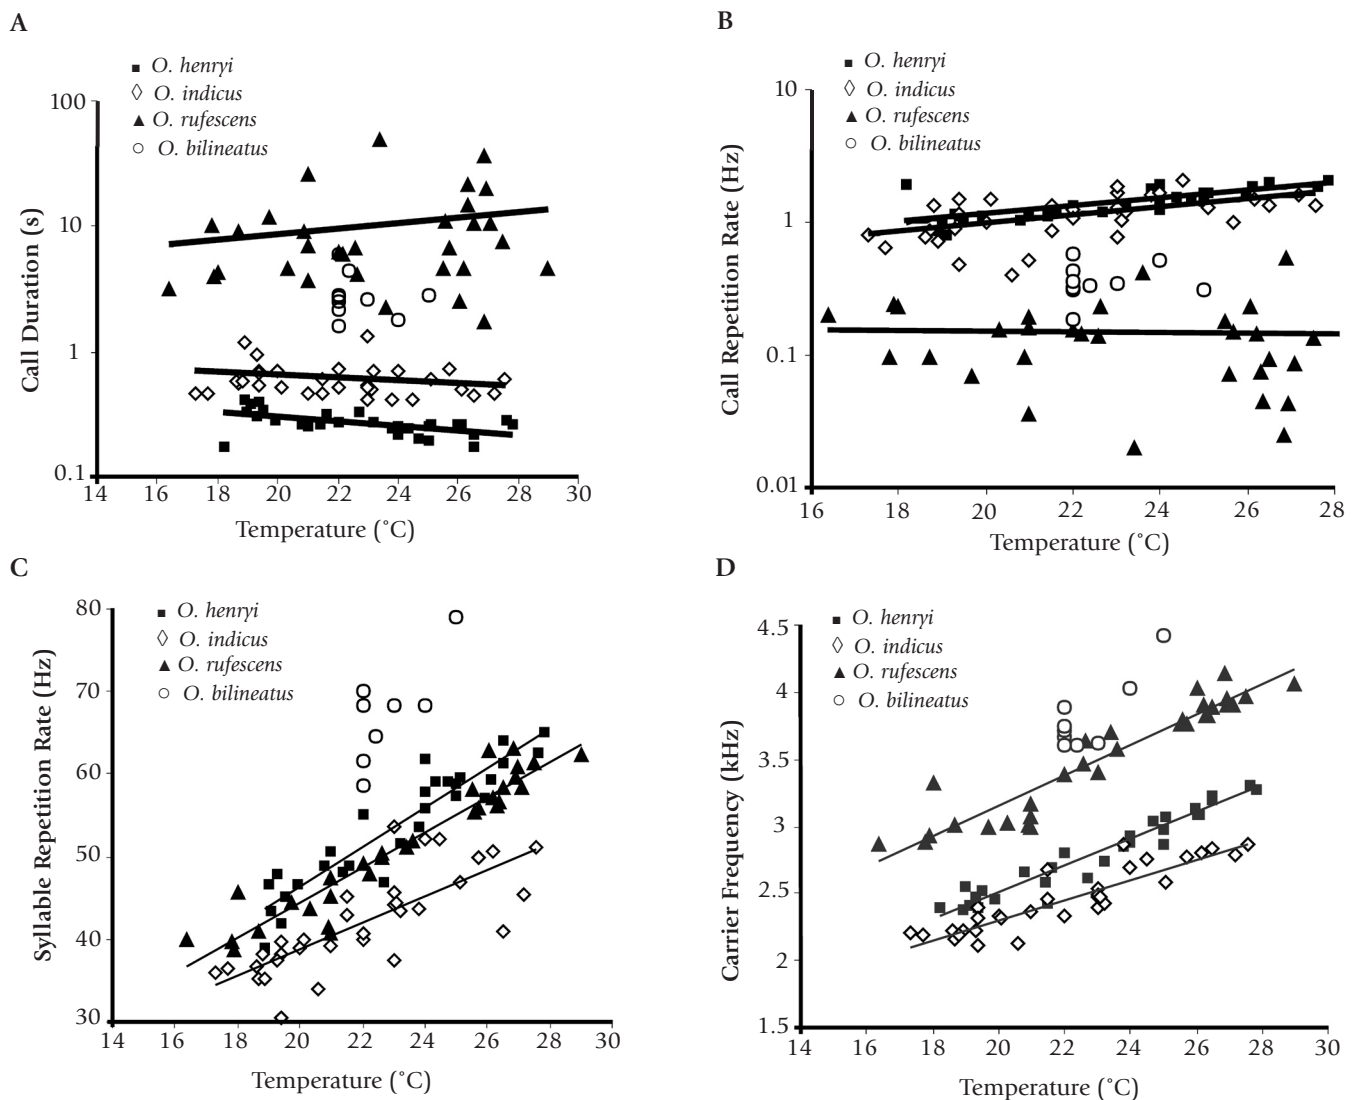 A
O. henryi
O. indicus
O. rufescens
O. bilineatus
100
10
1
0.1
14 16 18 20 22 24 26 28 30
Call Duration (s)
Temperature (˚C)
B
O. henryi
O. indicus
O. rufescens
O. bilineatus
10
1
0.1
0.01
16 18 20 22 24 26 28
Call Repetition Rate (Hz)
Temperature (˚C)
C
O. henryi
O. indicus
O. rufescens
O. bilineatus
80
70
60
50
40
30
14 16 18 20 22 24 26 28 30
Syllable Repetition Rate (Hz)
Temperature (˚C)
D
O. henryi
O. indicus
O. rufescens
O. bilineatus
4.5
4
3.5
3
2.5
2
1.5
14 16 18 20 22 24 26 28 30
Carrier Frequency (kHz)
Temperature (˚C)